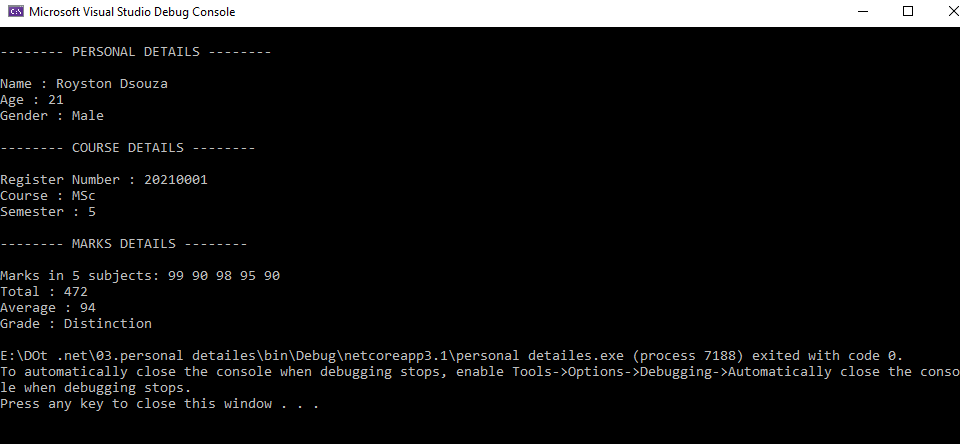 Microsoft Visual Studio Debug Console
-------- PERSONAL DETAILS --------
Name : Royston Dsouza
Age : 21
Gender : Male
-------- COURSE DETAILS --------
Register Number : 20210001
Course : MSc
Semester : 5
-------- MARKS DETAILS --------
Marks in 5 subjects: 99 90 98 95 90
Total : 472
Average : 94
Grade : Distinction
E:\DOt .net\03.personal detailes\bin\Debug\netcoreapp3.1\personal detailes.exe (process 7188) exited with code 0.
To automatically close the console when debugging stops, enable Tools->Options->Debugging->Automatically close the conso
le when debugging stops.
Press any key to close this window . . .